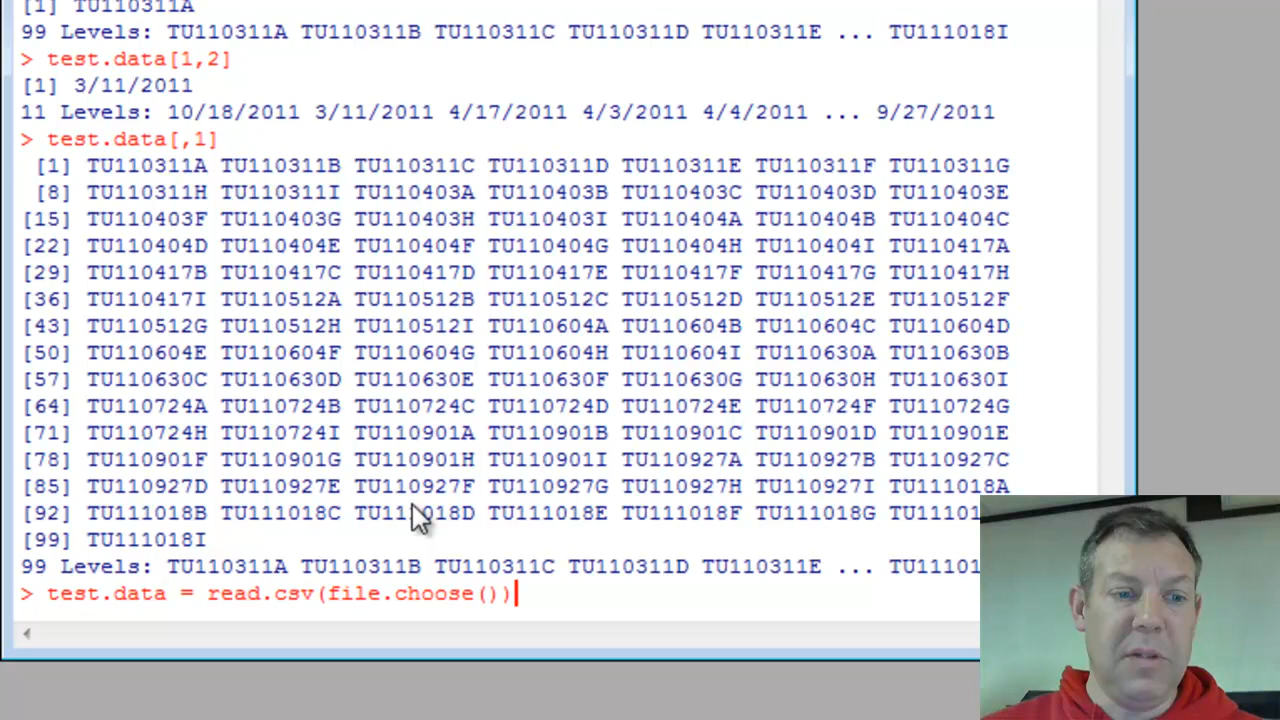 [1] TU110311A
99 Levels: TU110311A TU110311B TU110311C TU110311D TU110311E ... TU111018I
> test.data[1,2]
[1] 3/11/2011
11 Levels: 10/18/2011 3/11/2011 4/17/2011 4/3/2011 4/4/2011 ... 9/27/2011
> test.data[,1]
[1] TU110311A TU110311B TU110311C TU110311D TU110311E TU110311F TU110311G
[8] TU110311H TU110311I TU110403A TU110403B TU110403C TU110403D TU110403E
[15] TU110403F TU110403G TU110403H TU110403I TU110404A TU110404B TU110404C
[22] TU110404D TU110404E TU110404F TU110404G TU110404H TU110404I TU110417A
[29] TU110417B TU110417C TU110417D TU110417E TU110417F TU110417G TU110417H
[36] TU110417I TU110512A TU110512B TU110512C TU110512D TU110512E TU110512F
[43] TU110512G TU110512H TU110512I TU110604A TU110604B TU110604C TU110604D
[50] TU110604E TU110604F TU110604G TU110604H TU110604I TU110630A TU110630B
[57] TU110630C TU110630D TU110630E TU110630F TU110630G TU110630H TU110630I
[64] TU110724A TU110724B TU110724C TU110724D TU110724E TU110724F TU110724G
[71] TU110724H TU110724I TU110901A TU110901B TU110901C TU110901D TU110901E
[78] TU110901F TU110901G TU110901H TU110901I TU110927A TU110927B TU110927C
[85] TU110927D TU110927E TU110927F TU110927G TU110927H TU110927I TU111018A
[92] TU111018B TU111018C TU111018D TU111018E TU111018F TU111018G TU1110
[99] TU111018I
99 Levels: TU110311A TU110311B TU110311C TU110311D TU110311E ... TU11101
> test.data = read.csv(file.choose())